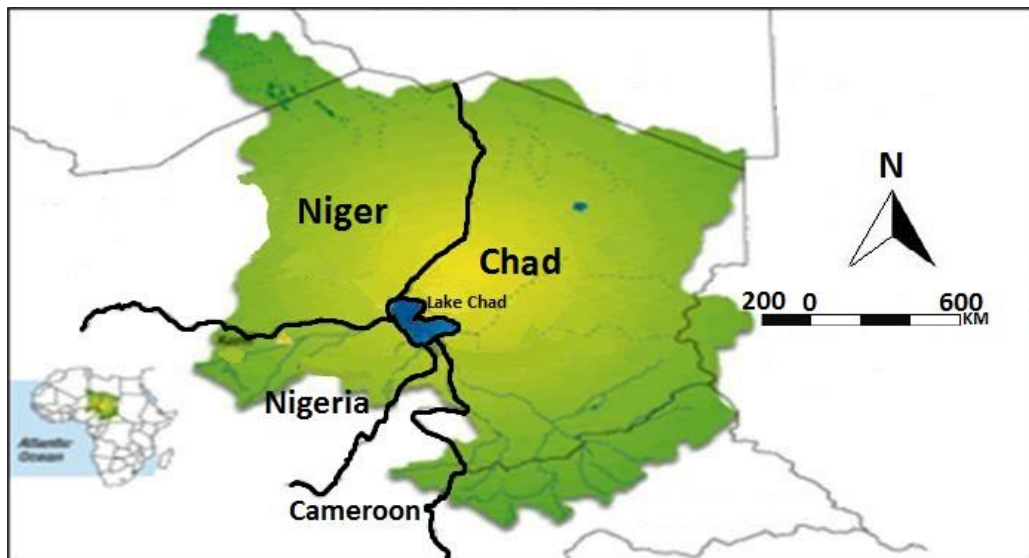 N
Niger
Chad
Lake Chad
200 0 600
KM
Nigeria
Atlantic
Ocean
Cameroon